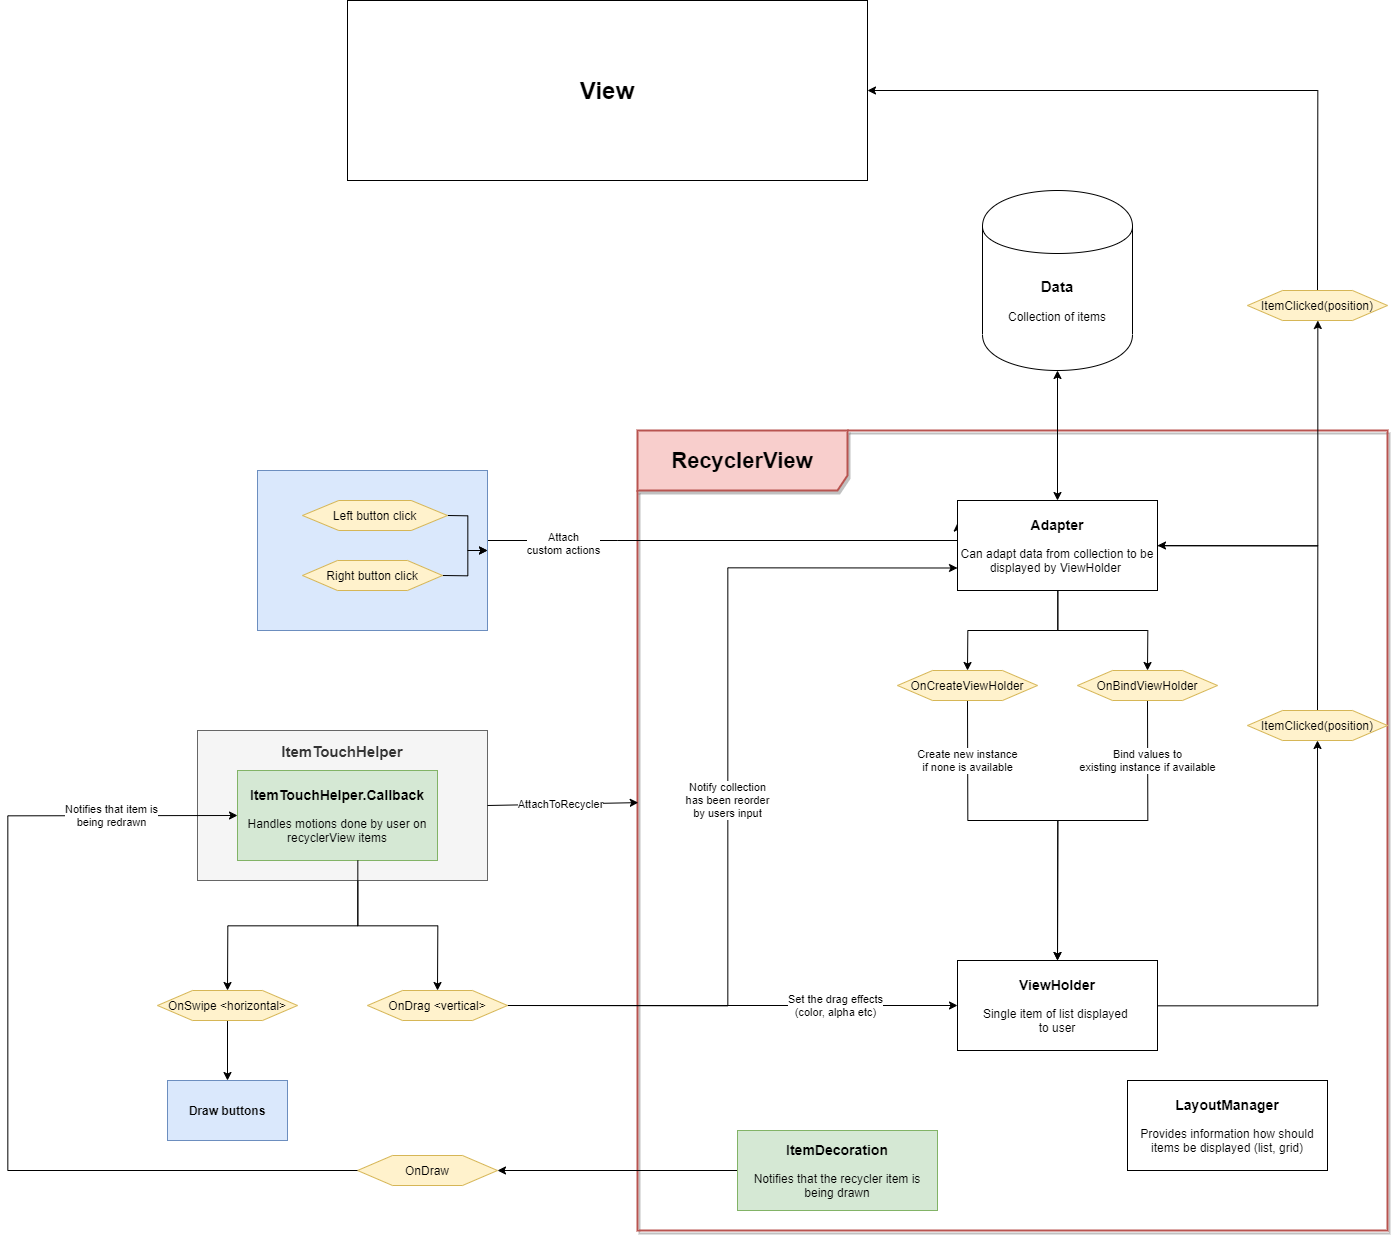 View
Data
Collection of items
ItemClicked(position)
RecyclerView
Left button click
Right button click
Attach
custom actions
Adapter
Can adapt data from collection to be
displayed by ViewHolder
OnCreateViewHolder
OnBindViewHolder
ItemClicked(position)
Create new instance
if none is available
Bind values to
existing instance if available
ItemTouchHelper
ItemTouchHelper.Callback
Handles motions done by user on
recyclerView items
Notifies that item is
being redrawn
AttachToRecycler
Notify collection
has been reorder
by users input
OnSwipe <horizontal>
OnDrag <vertical>
Set the drag effects
(color, alpha etc)
ViewHolder
Single item of list displayed
to user
Draw buttons
LayoutManager
Provides information how should
items be displayed (list, grid)
ItemDecoration
Notifies that the recycler item is
being drawn
OnDraw